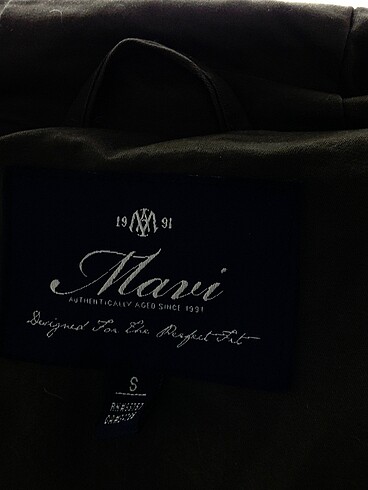 19 91
Mavi
AUTHENTICALLY AGED SINCE 1991
Designed For The Perfect Fit
S